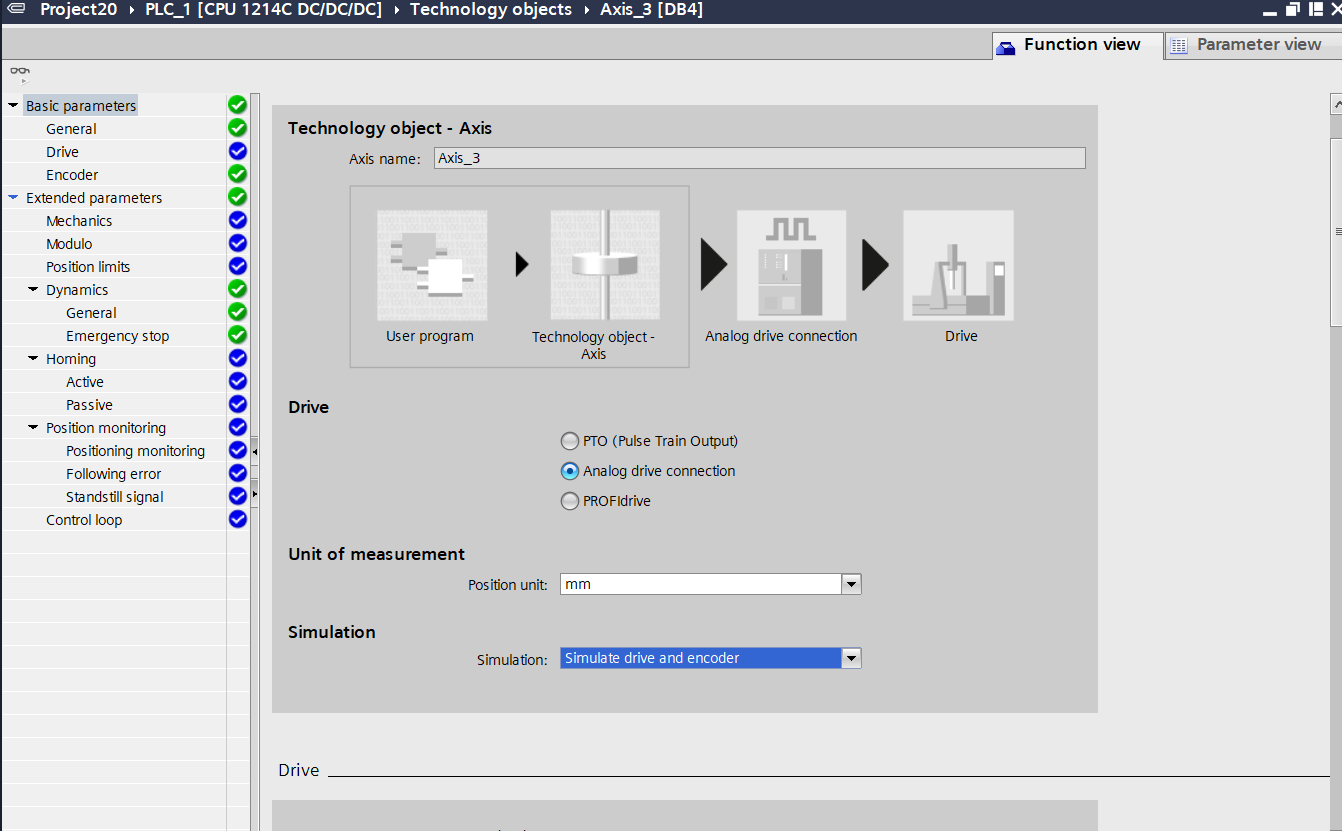 Project20 › PLC_1 [CPU 1214C DC/DC/DC] › Technology objects › Axis_3 [DB4]
Function view
Parameter view
Basic parameters
General
Drive
Encoder
Extended parameters
Mechanics
Modulo
Position limits
Dynamics
General
Emergency stop
Homing
Active
Passive
Position monitoring
Positioning monitoring
Following error
Standstill signal
Control loop
Technology object - Axis
Axis name: Axis_3
User program
Technology object -
Axis
Analog drive connection
Drive
Drive
PTO (Pulse Train Output)
Analog drive connection
PROFIdrive
Unit of measurement
Position unit: mm
Simulation
Simulation: Simulate drive and encoder
Drive